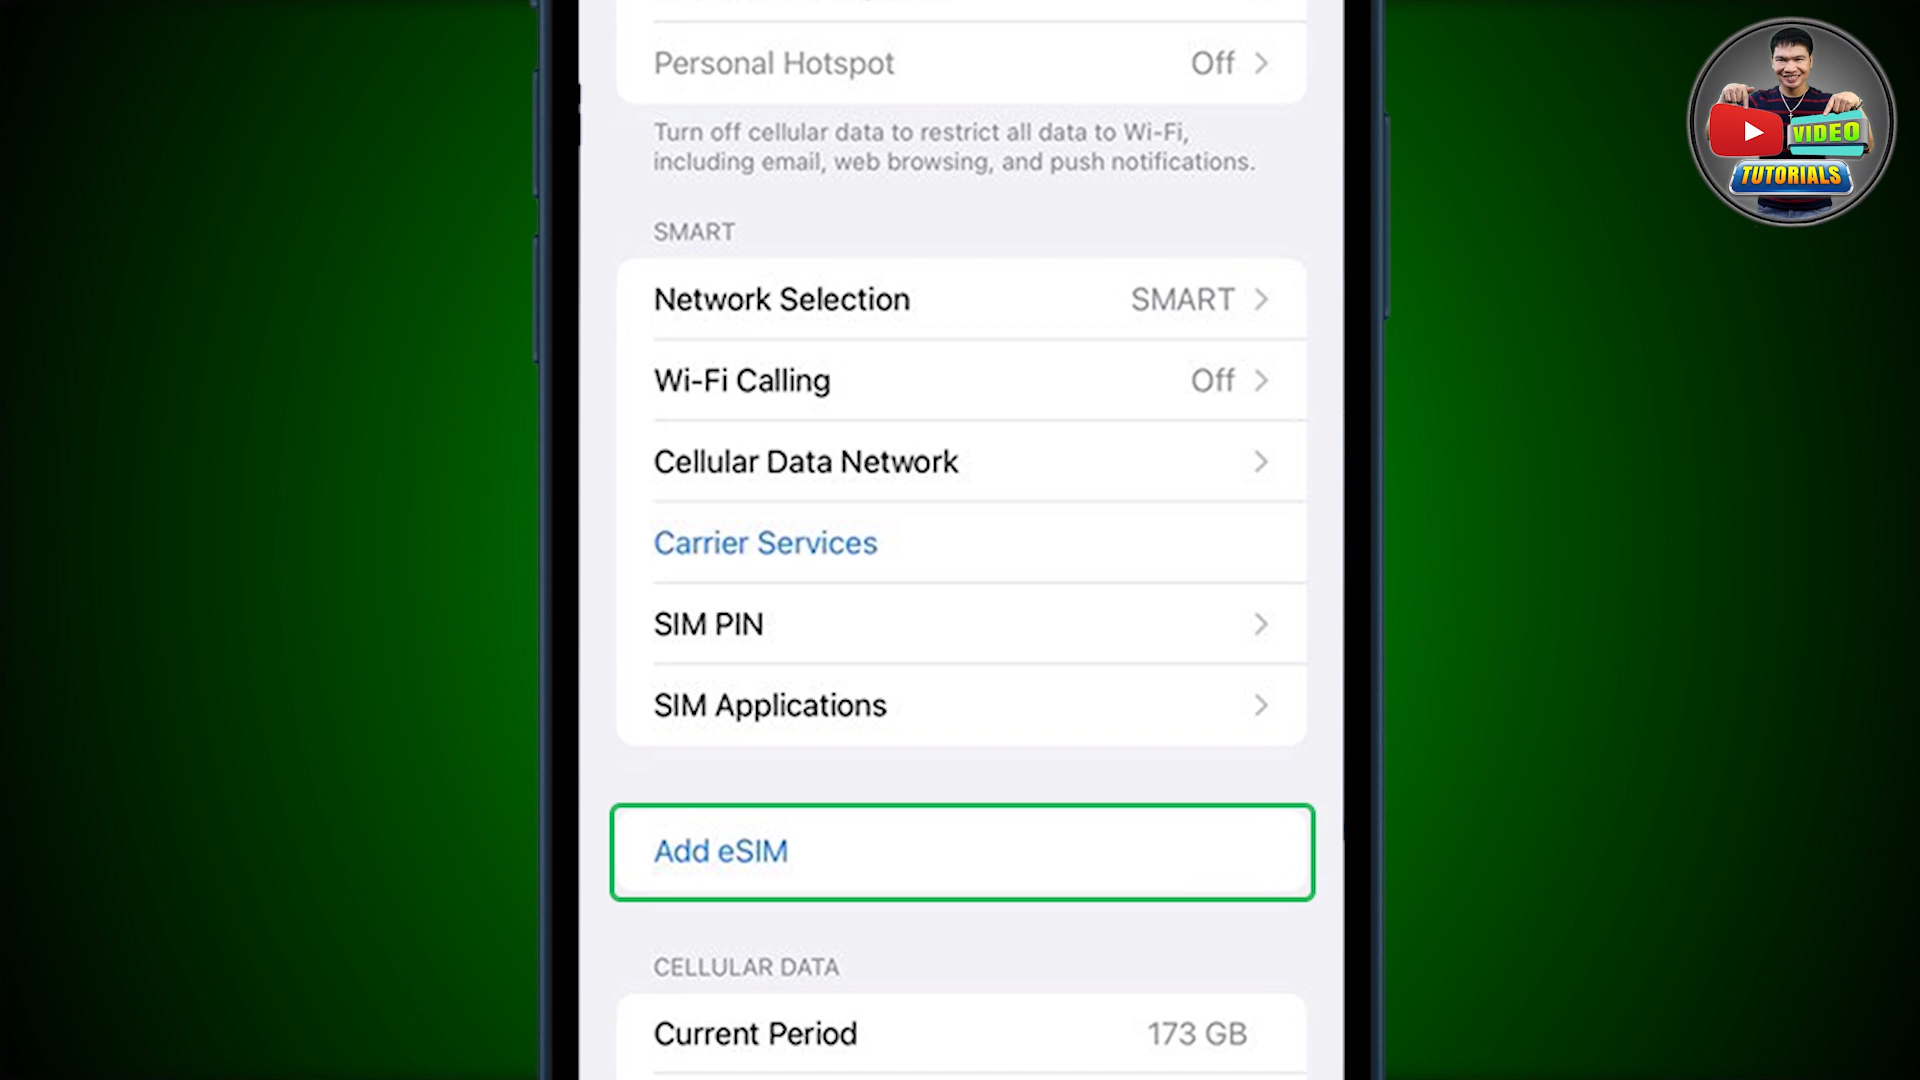 Personal Hotspot Off
Turn off cellular data to restrict all data to Wi-Fi,
including email, web browsing, and push notifications.
SMART
Network Selection SMART
Wi-Fi Calling Off
Cellular Data Network
Carrier Services
SIM PIN
SIM Applications
Add eSIM
CELLULAR DATA
Current Period 173 GB
VIDEO
TUTORIALS